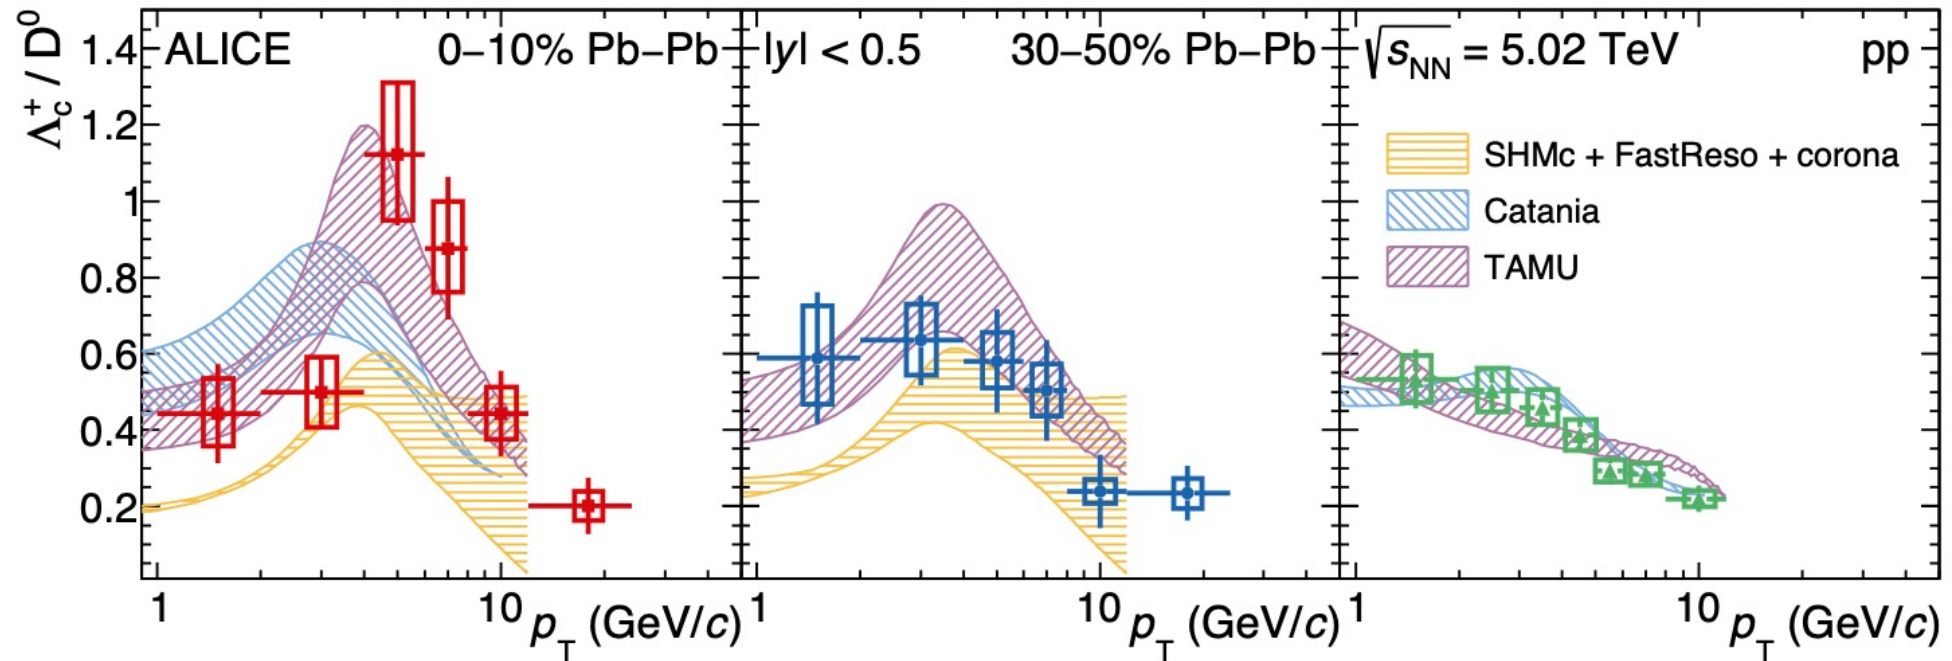 Λc+ / D0
1.4
1.2
1
0.8
0.6
0.4
0.2
ALICE 0−10% Pb−Pb
1 10 pT (GeV/c)
|y| < 0.5 30−50% Pb−Pb
1 10 pT (GeV/c)
√sNN = 5.02 TeV pp
SHMc + FastReso + corona
Catania
TAMU
1 10 pT (GeV/c)